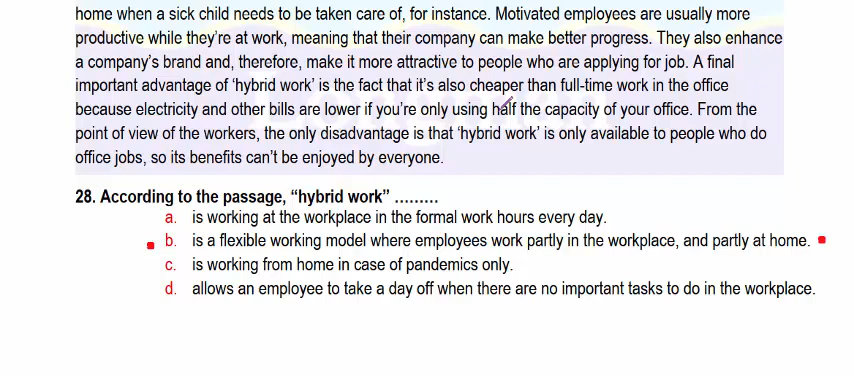 home when a sick child needs to be taken care of, for instance. Motivated employees are usually more
productive while they're at work, meaning that their company can make better progress. They also enhance
a company's brand and, therefore, make it more attractive to people who are applying for job. A final
important advantage of 'hybrid work' is the fact that it's also cheaper than full-time work in the office
because electricity and other bills are lower if you're only using half the capacity of your office. From the
point of view of the workers, the only disadvantage is that 'hybrid work' is only available to people who do
office jobs, so its benefits can't be enjoyed by everyone.
28. According to the passage, "hybrid work" .........
a. is working at the workplace in the formal work hours every day.
b. is a flexible working model where employees work partly in the workplace, and partly at home.
c. is working from home in case of pandemics only.
d. allows an employee to take a day off when there are no important tasks to do in the workplace.